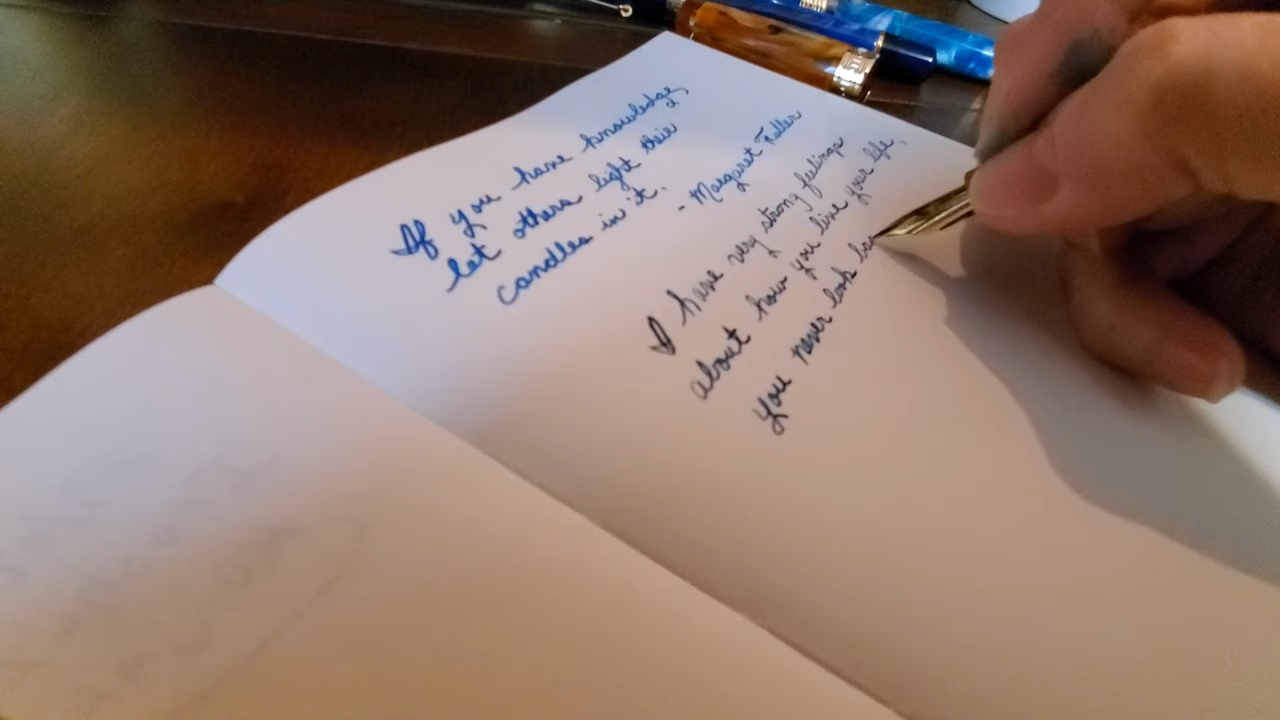 If you have knowledge,
let others light their
candles in it.
- Margaret Fuller
I have very strong feelings
about how you live your life.
you never look bac